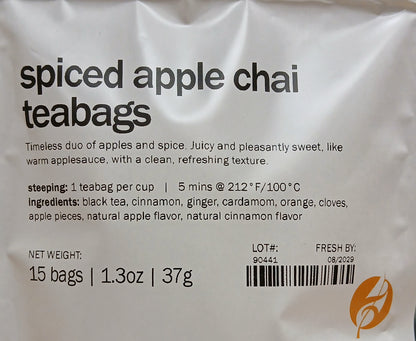 spiced apple chai
teabags
Timeless duo of apples and spice. Juicy and pleasantly sweet, like
warm applesauce, with a clean, refreshing texture.
steeping: 1 teabag per cup | 5 mins @ 212°F/100°C
ingredients: black tea, cinnamon, ginger, cardamom, orange, cloves,
apple pieces, natural apple flavor, natural cinnamon flavor
NET WEIGHT:
15 bags | 1.3oz | 37g
LOT#: FRESH BY:
90441 08/2029